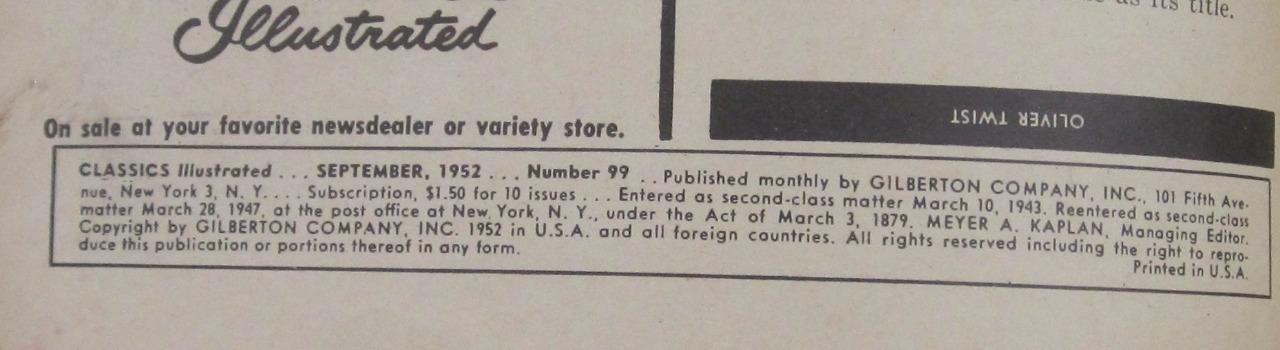 Illustrated
On sale at your favorite newsdealer or variety store.
as its title.
OLIVER TWIST
CLASSICS Illustrated . . . SEPTEMBER, 1952 . . . Number 99 . . Published monthly by GILBERTON COMPANY, INC., 101 Fifth Ave-
nue, New York 3, N. Y. . . . Subscription, $1.50 for 10 issues . . . Entered as second-class matter March 10, 1943. Reentered as second-class
matter March 28, 1947, at the post office at New York, N. Y., under the Act of March 3, 1879. MEYER A. KAPLAN, Managing Editor.
Copyright by GILBERTON COMPANY, INC. 1952 in U.S.A. and all foreign countries. All rights reserved including the right to repro-
duce this publication or portions thereof in any form.
Printed in U.S.A.